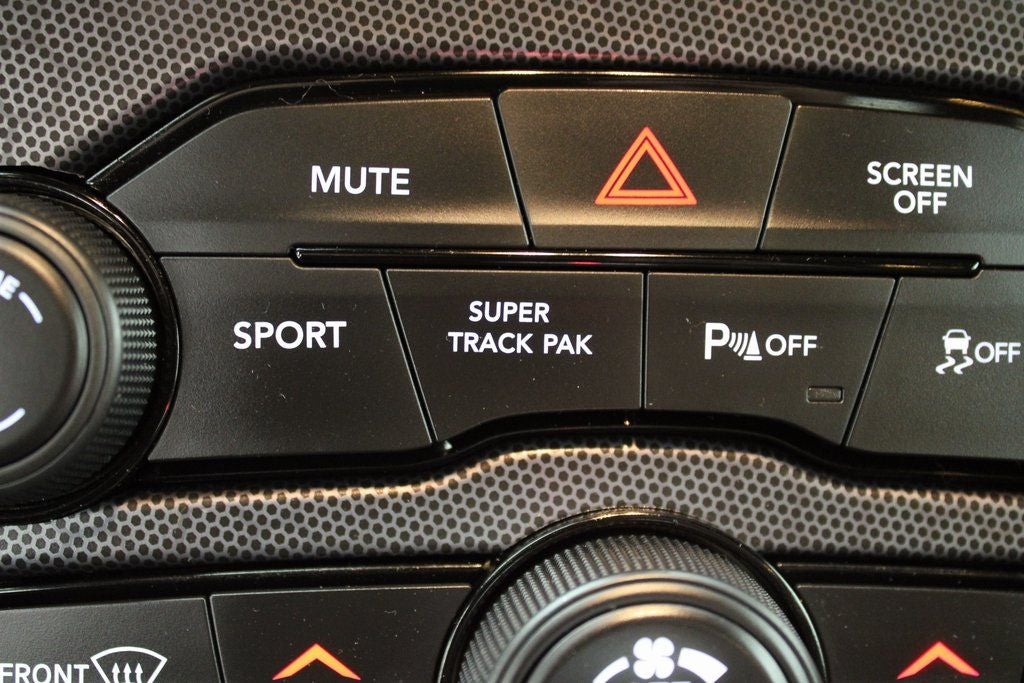 MUTE
SCREEN
OFF
SPORT
SUPER
TRACK PAK
P OFF
OFF
FRONT